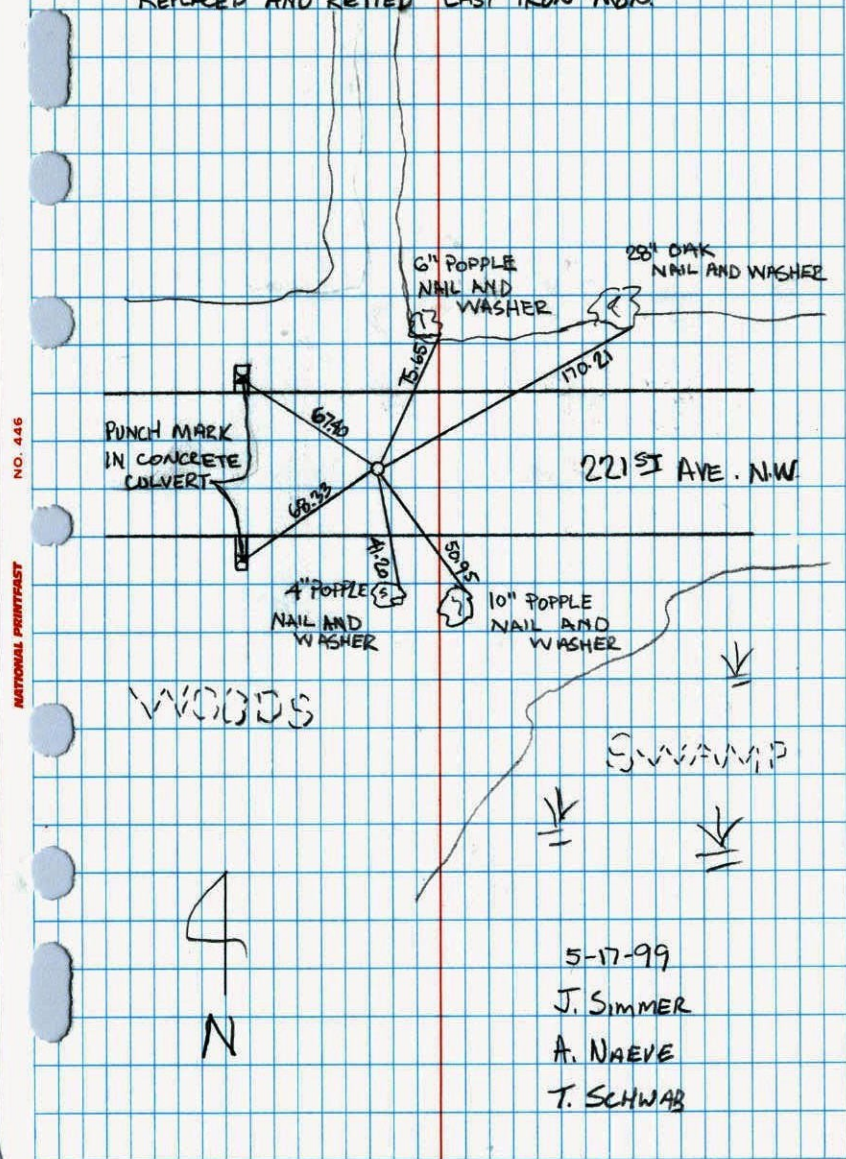 REPLACED AND RETIED CAST IRON MON.
28" OAK
NAIL AND WASHER
6" POPPLE
NAIL AND
WASHER
75.65
170.21
67.40
PUNCH MARK
IN CONCRETE
CULVERT
221ST AVE. N.W.
68.33
41.20
50.95
4" POPPLE
NAIL AND
WASHER
10" POPPLE
NAIL AND
WASHER
WOODS
SWAMP
N
5-17-99
J. SIMMER
A. NAEVE
T. SCHWAB
NO. 446
NATIONAL PRINTFAST